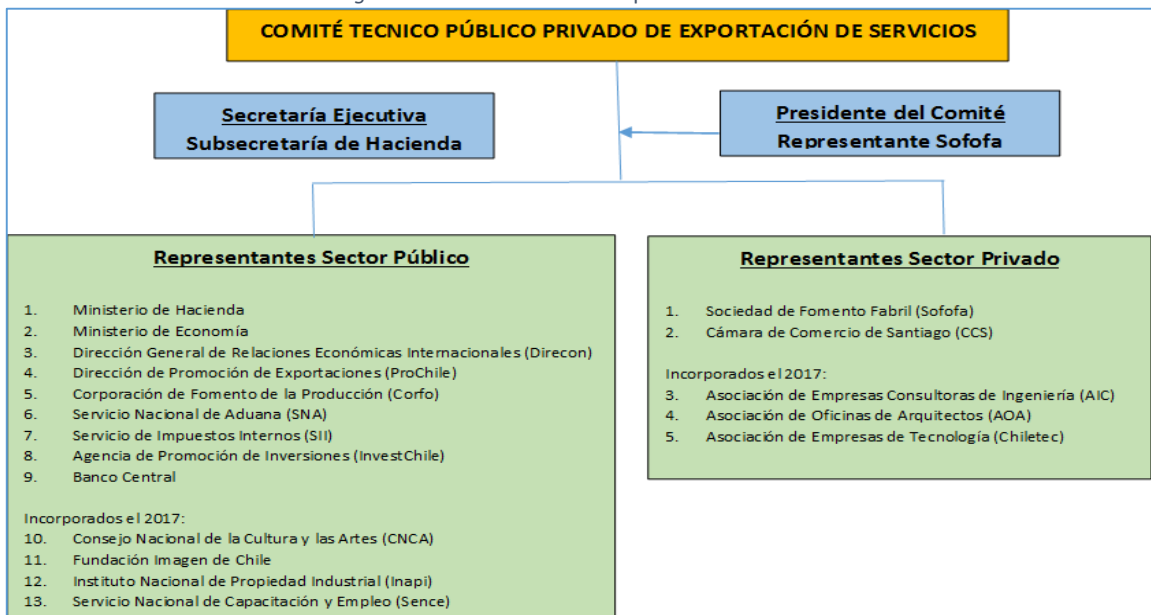 COMITÉ TECNICO PÚBLICO PRIVADO DE EXPORTACIÓN DE SERVICIOS
Secretaría Ejecutiva
Subsecretaría de Hacienda
Presidente del Comité
Representante Sofofa
Representantes Sector Público
1. Ministerio de Hacienda
2. Ministerio de Economía
3. Dirección General de Relaciones Económicas Internacionales (Direcon)
4. Dirección de Promoción de Exportaciones (ProChile)
5. Corporación de Fomento de la Producción (Corfo)
6. Servicio Nacional de Aduana (SNA)
7. Servicio de Impuestos Internos (SII)
8. Agencia de Promoción de Inversiones (InvestChile)
9. Banco Central
Incorporados el 2017:
10. Consejo Nacional de la Cultura y las Artes (CNCA)
11. Fundación Imagen de Chile
12. Instituto Nacional de Propiedad Industrial (Inapi)
13. Servicio Nacional de Capacitación y Empleo (Sence)
Representantes Sector Privado
1. Sociedad de Fomento Fabril (Sofofa)
2. Cámara de Comercio de Santiago (CCS)
Incorporados el 2017:
3. Asociación de Empresas Consultoras de Ingeniería (AIC)
4. Asociación de Oficinas de Arquitectos (AOA)
5. Asociación de Empresas de Tecnología (Chiletec)